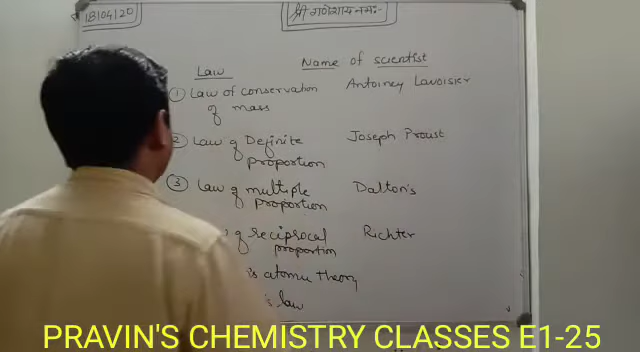 18/04/20
श्री गणेशाय नमः
Law Name of scientist
① Law of conservation Antoiney Lavoisier
of mass
② Law of Definite Joseph Proust
proportion
③ Law of multiple Dalton's
proportion
of reciprocal Richter
proportion
's atomic theory
's law
PRAVIN'S CHEMISTRY CLASSES E1-25